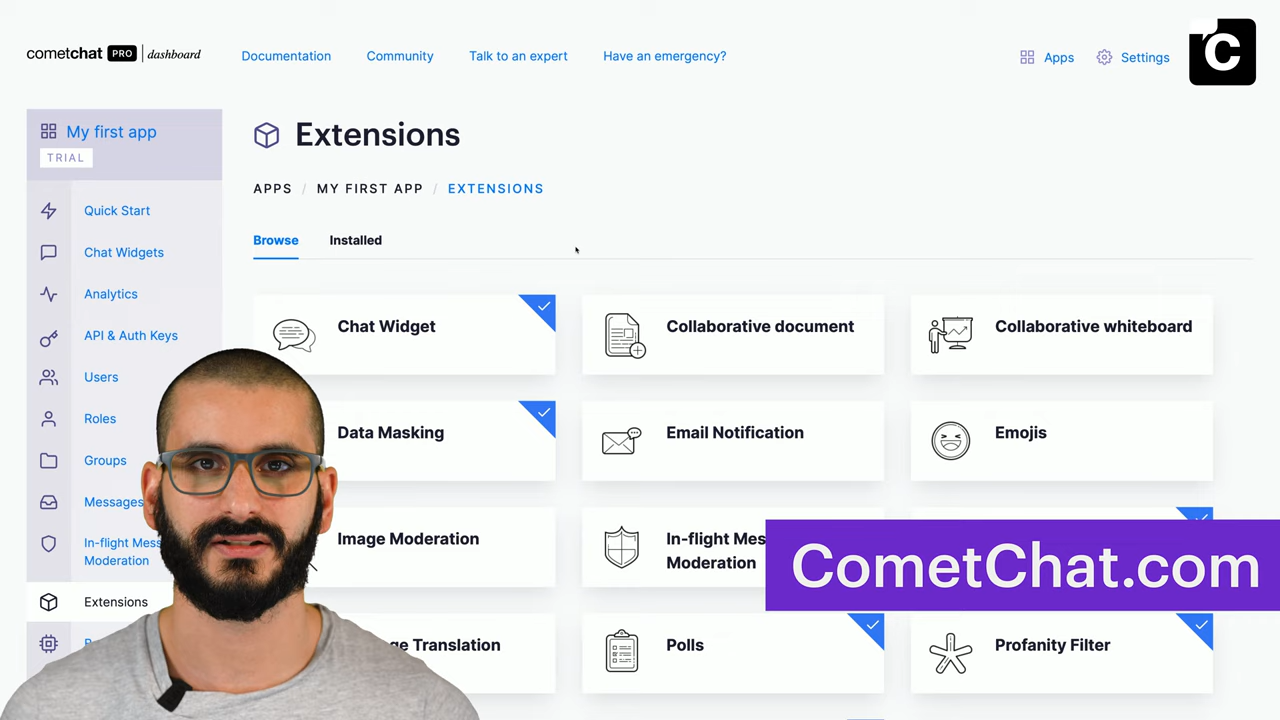 cometchat PRO dashboard
Documentation
Community
Talk to an expert
Have an emergency?
Apps
Settings
C
My first app
TRIAL
Quick Start
Chat Widgets
Analytics
API & Auth Keys
Users
Roles
Groups
Messages
In-flight Mess
Moderation
Extensions
Extensions
APPS / MY FIRST APP / EXTENSIONS
Browse
Installed
Chat Widget
Collaborative document
Collaborative whiteboard
Data Masking
Email Notification
Emojis
Image Moderation
In-flight Mes
Moderation
ge Translation
Polls
Profanity Filter
CometChat.com